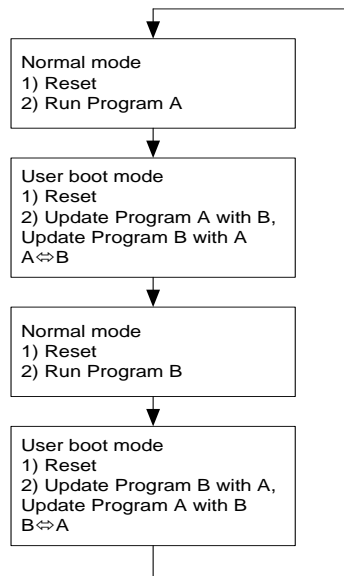 Normal mode
1) Reset
2) Run Program A
User boot mode
1) Reset
2) Update Program A with B,
Update Program B with A
A⇔B
Normal mode
1) Reset
2) Run Program B
User boot mode
1) Reset
2) Update Program B with A,
Update Program A with B
B⇔A